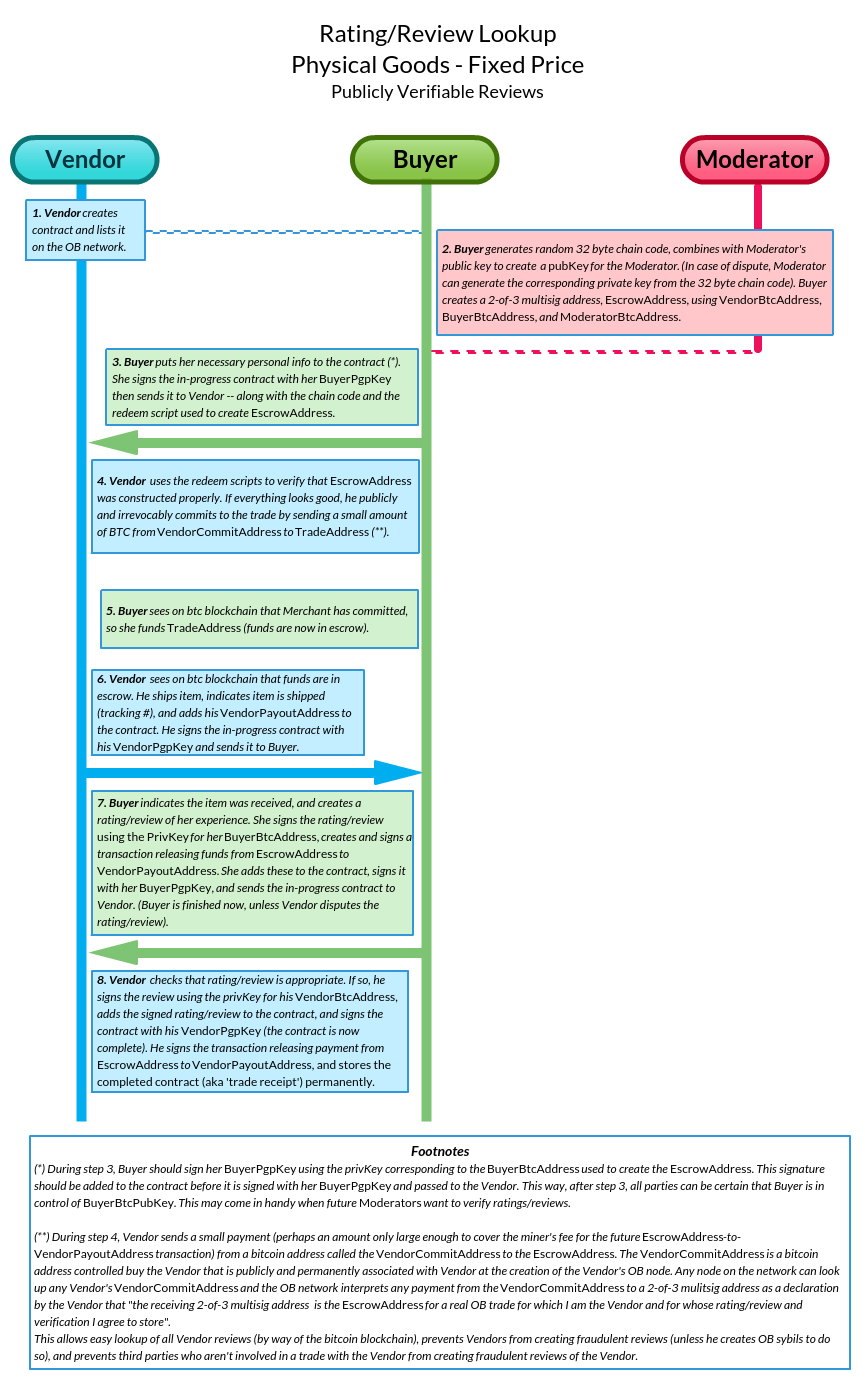 Rating/Review Lookup
Physical Goods - Fixed Price
Publicly Verifiable Reviews
Vendor
Buyer
Moderator
1. Vendor creates
contract and lists it
on the OB network.
2. Buyer generates random 32 byte chain code, combines with Moderator's
public key to create a pubKey for the Moderator. (In case of dispute, Moderator
can generate the corresponding private key from the 32 byte chain code). Buyer
creates a 2-of-3 multisig address, EscrowAddress, using VendorBtcAddress,
BuyerBtcAddress, and ModeratorBtcAddress.
3. Buyer puts her necessary personal info to the contract (*).
She signs the in-progress contract with her BuyerPgpKey
then sends it to Vendor -- along with the chain code and the
redeem script used to create EscrowAddress.
4. Vendor uses the redeem scripts to verify that EscrowAddress
was constructed properly. If everything looks good, he publicly
and irrevocably commits to the trade by sending a small amount
of BTC from VendorCommitAddress to TradeAddress (**).
5. Buyer sees on btc blockchain that Merchant has committed,
so she funds TradeAddress (funds are now in escrow).
6. Vendor sees on btc blockchain that funds are in
escrow. He ships item, indicates item is shipped
(tracking #), and adds his VendorPayoutAddress to
the contract. He signs the in-progress contract with
his VendorPgpKey and sends it to Buyer.
7. Buyer indicates the item was received, and creates a
rating/review of her experience. She signs the rating/review
using the PrivKey for her BuyerBtcAddress, creates and signs a
transaction releasing funds from EscrowAddress to
VendorPayoutAddress. She adds these to the contract, signs it
with her BuyerPgpKey, and sends the in-progress contract to
Vendor. (Buyer is finished now, unless Vendor disputes the
rating/review).
8. Vendor checks that rating/review is appropriate. If so, he
signs the review using the privKey for his VendorBtcAddress,
adds the signed rating/review to the contract, and signs the
contract with his VendorPgpKey (the contract is now
complete). He signs the transaction releasing payment from
EscrowAddress to VendorPayoutAddress, and stores the
completed contract (aka 'trade receipt') permanently.
Footnotes
(*) During step 3, Buyer should sign her BuyerPgpKey using the privKey corresponding to the BuyerBtcAddress used to create the EscrowAddress. This signature
should be added to the contract before it is signed with her BuyerPgpKey and passed to the Vendor. This way, after step 3, all parties can be certain that Buyer is in
control of BuyerBtcPubKey. This may come in handy when future Moderators want to verify ratings/reviews.
(**) During step 4, Vendor sends a small payment (perhaps an amount only large enough to cover the miner's fee for the future EscrowAddress-to-
VendorPayoutAddress transaction) from a bitcoin address called the VendorCommitAddress to the EscrowAddress. The VendorCommitAddress is a bitcoin
address controlled buy the Vendor that is publicly and permanently associated with Vendor at the creation of the Vendor's OB node. Any node on the network can look
up any Vendor's VendorCommitAddress and the OB network interprets any payment from the VendorCommitAddress to a 2-of-3 mulitsig address as a declaration
by the Vendor that "the receiving 2-of-3 multisig address is the EscrowAddress for a real OB trade for which I am the Vendor and for whose rating/review and
verification I agree to store".
This allows easy lookup of all Vendor reviews (by way of the bitcoin blockchain), prevents Vendors from creating fraudulent reviews (unless he creates OB sybils to do
so), and prevents third parties who aren't involved in a trade with the Vendor from creating fraudulent reviews of the Vendor.